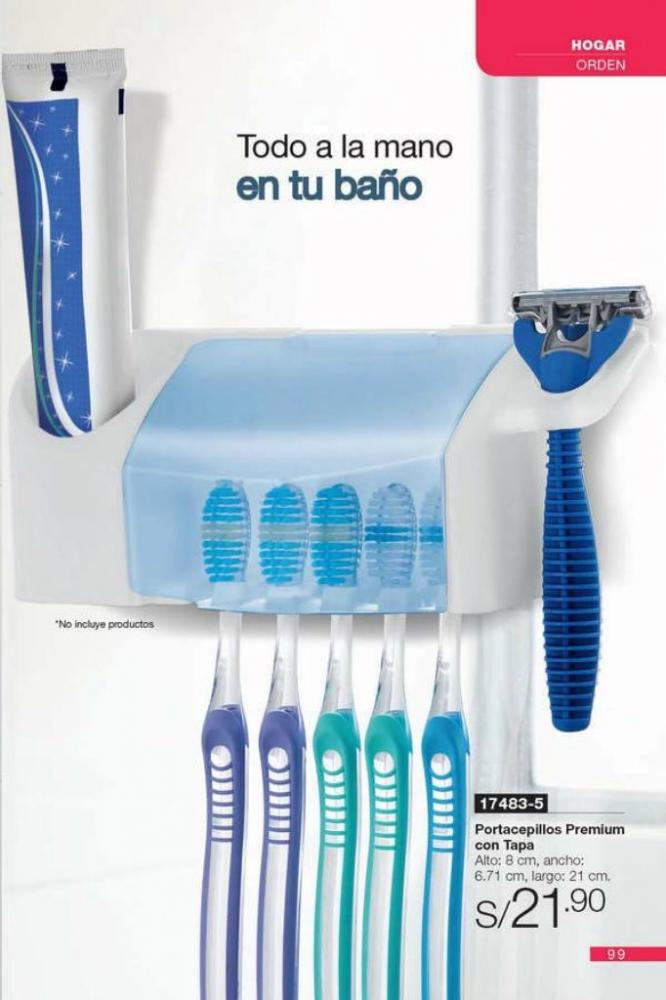 HOGAR
ORDEN
Todo a la mano
en tu baño
*No incluye productos
17483-5
Portacepillos Premium
con Tapa
Alto: 8 cm, ancho:
6.71 cm, largo: 21 cm.
S/21.90
99